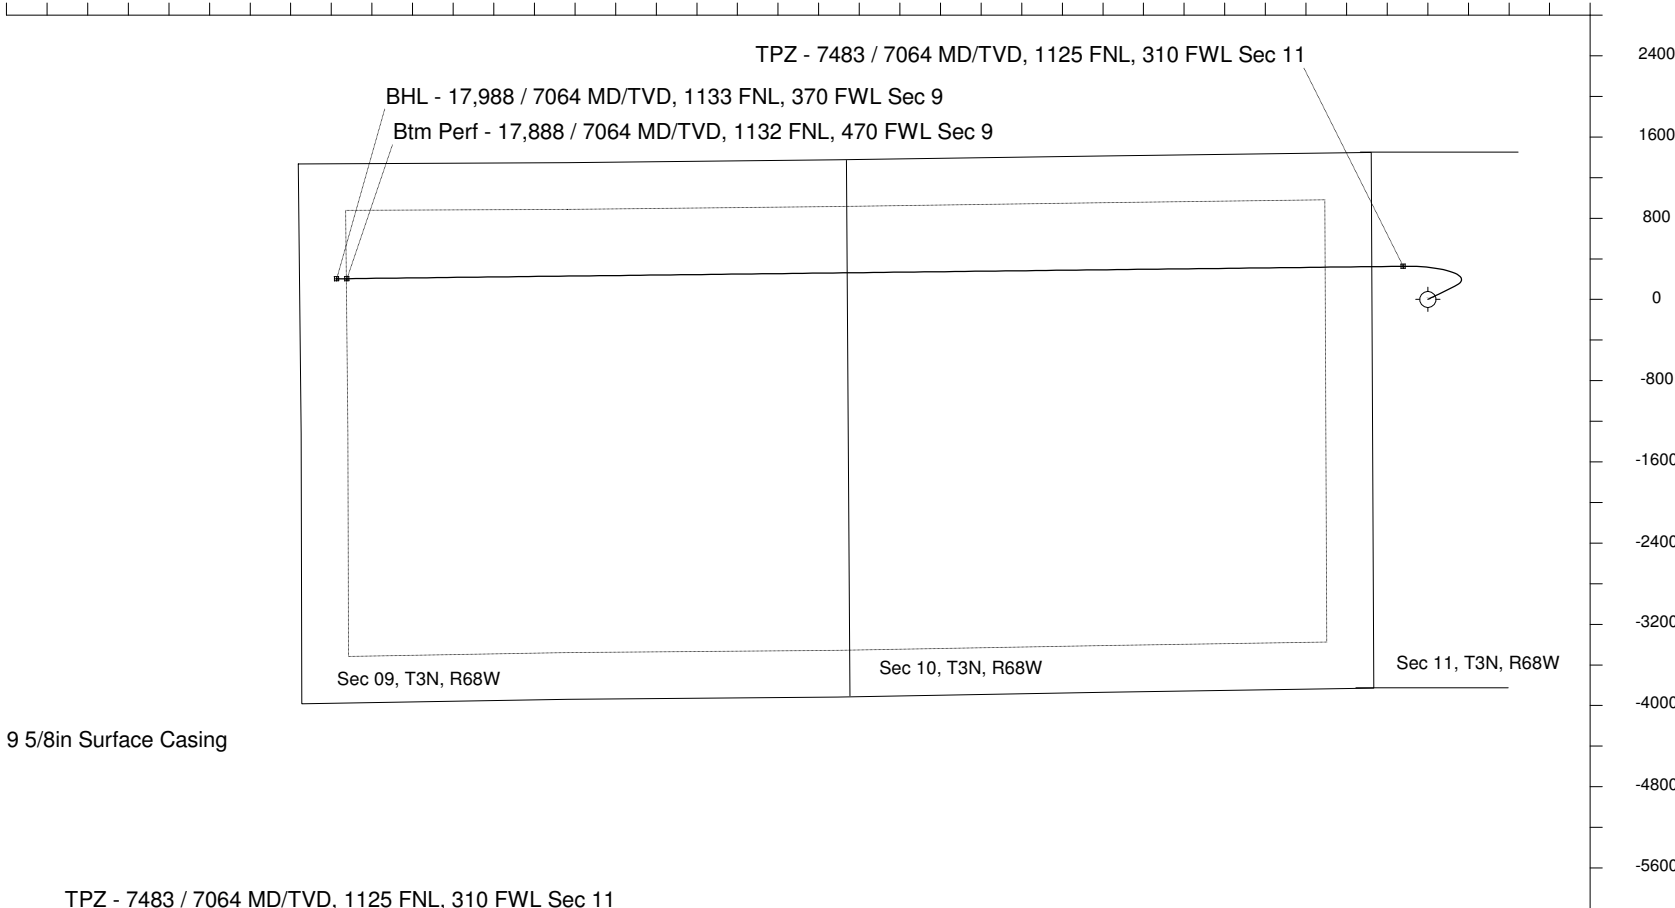 TPZ - 7483 / 7064 MD/TVD, 1125 FNL, 310 FWL Sec 11
BHL - 17,988 / 7064 MD/TVD, 1133 FNL, 370 FWL Sec 9
Btm Perf - 17,888 / 7064 MD/TVD, 1132 FNL, 470 FWL Sec 9
2400
1600
800
0
-800
-1600
-2400
-3200
Sec 09, T3N, R68W
Sec 10, T3N, R68W
Sec 11, T3N, R68W
-4000
9 5/8in Surface Casing
-4800
-5600
TPZ - 7483 / 7064 MD/TVD, 1125 FNL, 310 FWL Sec 11